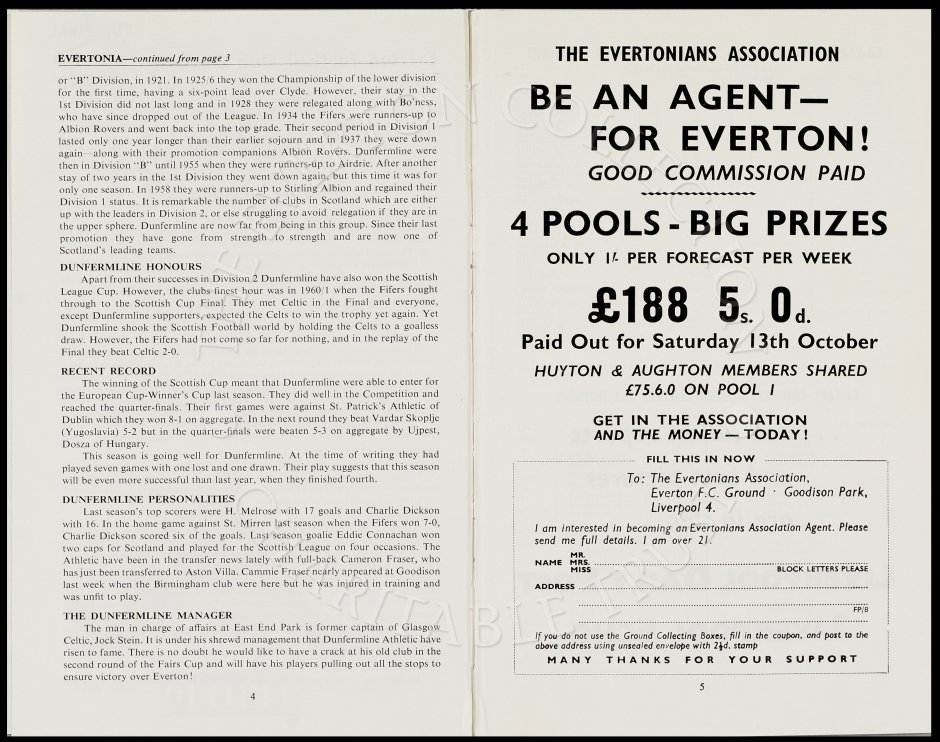 EVERTONIA—continued from page 3
or "B" Division, in 1921. In 1925/6 they won the Championship of the lower division
for the first time, having a six-point lead over Clyde. However, their stay in the
1st Division did not last long and in 1928 they were relegated along with Bo'ness,
who have since dropped out of the League. In 1934 the Fifers were runners-up to
Albion Rovers and went back into the top grade. Their second period in Division 1
lasted only one year longer than their earlier sojourn and in 1937 they were down
again—along with their promotion companions Albion Rovers. Dunfermline were
then in Division "B" until 1955 when they were runners-up to Airdrie. After another
stay of two years in the 1st Division they went down again, but this time it was for
only one season. In 1958 they were runners-up to Stirling Albion and regained their
Division 1 status. It is remarkable the number of clubs in Scotland which are either
up with the leaders in Division 2, or else struggling to avoid relegation if they are in
the upper sphere. Dunfermline are now far from being in this group. Since their last
promotion they have gone from strength to strength and are now one of
Scotland's leading teams.
DUNFERMLINE HONOURS
Apart from their successes in Division 2 Dunfermline have also won the Scottish
League Cup. However, the clubs finest hour was in 1960/1 when the Fifers fought
through to the Scottish Cup Final. They met Celtic in the Final and everyone,
except Dunfermline supporters, expected the Celts to win the trophy yet again. Yet
Dunfermline shook the Scottish Football world by holding the Celts to a goalless
draw. However, the Fifers had not come so far for nothing, and in the replay of the
Final they beat Celtic 2-0.
RECENT RECORD
The winning of the Scottish Cup meant that Dunfermline were able to enter for
the European Cup-Winner's Cup last season. They did well in the Competition and
reached the quarter-finals. Their first games were against St. Patrick's Athletic of
Dublin which they won 8-1 on aggregate. In the next round they beat Vardar Skoplje
(Yugoslavia) 5-2 but in the quarter-finals were beaten 5-3 on aggregate by Ujpest,
Dosza of Hungary.
This season is going well for Dunfermline. At the time of writing they had
played seven games with one lost and one drawn. Their play suggests that this season
will be even more successful than last year, when they finished fourth.
DUNFERMLINE PERSONALITIES
Last season's top scorers were H. Melrose with 17 goals and Charlie Dickson
with 16. In the home game against St. Mirren last season when the Fifers won 7-0,
Charlie Dickson scored six of the goals. Last season goalie Eddie Connachan won
two caps for Scotland and played for the Scottish League on four occasions. The
Athletic have been in the transfer news lately with full-back Cameron Fraser, who
has just been transferred to Aston Villa. Cammie Fraser nearly appeared at Goodison
last week when the Birmingham club were here but he was injured in training and
was unfit to play.
THE DUNFERMLINE MANAGER
The man in charge of affairs at East End Park is former captain of Glasgow
Celtic, Jock Stein. It is under his shrewd management that Dunfermline Athletic have
risen to fame. There is no doubt he would like to have a crack at his old club in the
second round of the Fairs Cup and will have his players pulling out all the stops to
ensure victory over Everton!
4
THE EVERTONIANS ASSOCIATION
BE AN AGENT—
FOR EVERTON!
GOOD COMMISSION PAID
4 POOLS - BIG PRIZES
ONLY 1/- PER FORECAST PER WEEK
£188 5s. 0d.
Paid Out for Saturday 13th October
HUYTON & AUGHTON MEMBERS SHARED
£75.6.0 ON POOL 1
GET IN THE ASSOCIATION
AND THE MONEY — TODAY!
FILL THIS IN NOW
To: The Evertonians Association,
Everton F.C. Ground · Goodison Park,
Liverpool 4.
I am interested in becoming an Evertonians Association Agent. Please
send me full details. I am over 21.
MR.
NAME MRS.
MISS
BLOCK LETTERS PLEASE
ADDRESS
FP/8
If you do not use the Ground Collecting Boxes, fill in the coupon, and post to the
above address using unsealed envelope with 2½d. stamp
MANY THANKS FOR YOUR SUPPORT
5